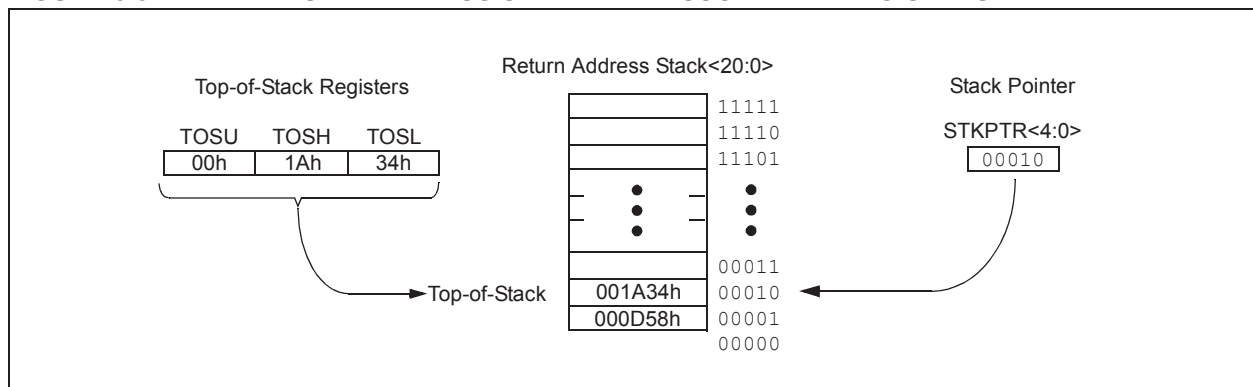 Return Address Stack<20:0>
Top-of-Stack Registers
Stack Pointer
TOSU TOSH TOSL
STKPTR<4:0>
00h 1Ah 34h
00010
11111
11110
11101
00011
Top-of-Stack 001A34h 00010
000D58h 00001
00000